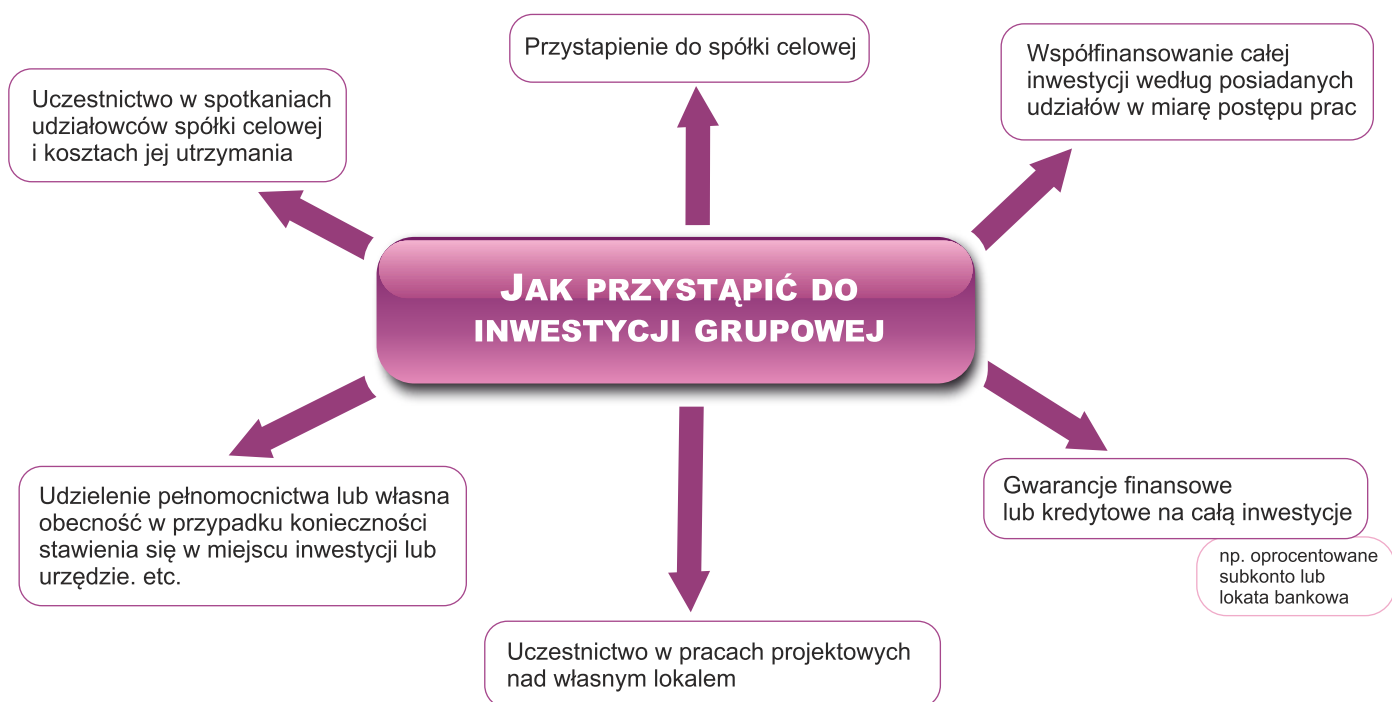 Przystapienie do spółki celowej
Współfinansowanie całej
inwestycji według posiadanych
udziałów w miarę postępu prac
Uczestnictwo w spotkaniach
udziałowców spółki celowej
i kosztach jej utrzymania
Jak przystąpić do
inwestycji grupowej
Udzielenie pełnomocnictwa lub własna
obecność w przypadku konieczności
stawienia się w miejscu inwestycji lub
urzędzie. etc.
Gwarancje finansowe
lub kredytowe na całą inwestycje
np. oprocentowane
subkonto lub
lokata bankowa
Uczestnictwo w pracach projektowych
nad własnym lokalem